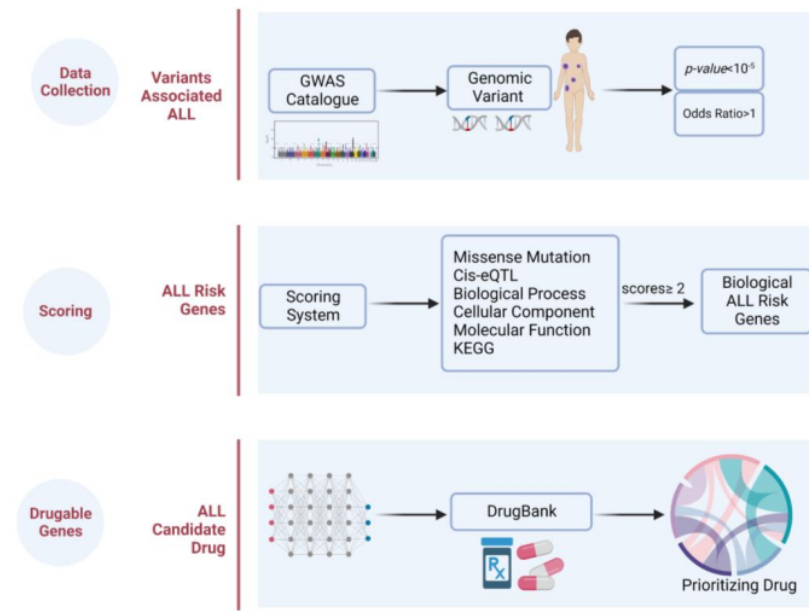 Data
Collection
Variants
Associated
ALL
GWAS
Catalogue
Genomic
Variant
p-value<10-5
Odds Ratio>1
Scoring
ALL Risk
Genes
Scoring
System
Missense Mutation
Cis-eQTL
Biological Process
Cellular Component
Molecular Function
KEGG
scores≥ 2
Biological
ALL Risk
Genes
Drugable
Genes
ALL
Candidate
Drug
DrugBank
Rx
Prioritizing Drug